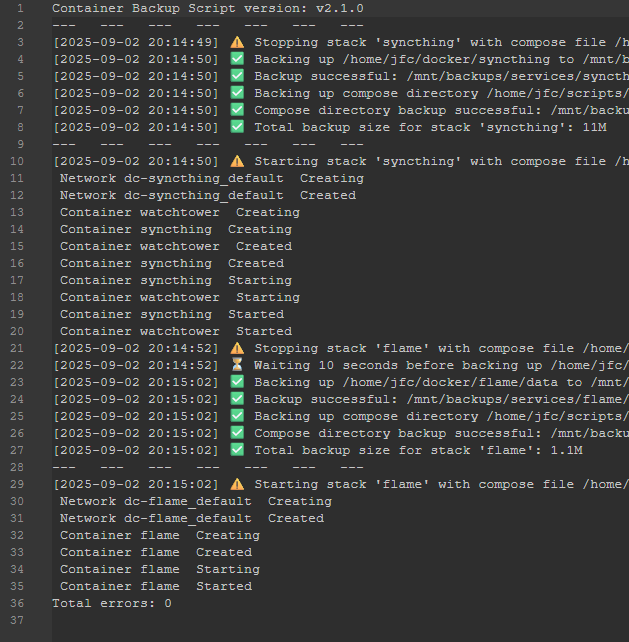 1 Container Backup Script version: v2.1.0
2 --- --- --- --- --- --- ---
3 [2025-09-02 20:14:49] ⚠️ Stopping stack 'syncthing' with compose file /h
4 [2025-09-02 20:14:50] ✅ Backing up /home/jfc/docker/syncthing to /mnt/b
5 [2025-09-02 20:14:50] ✅ Backup successful: /mnt/backups/services/syncth
6 [2025-09-02 20:14:50] ✅ Backing up compose directory /home/jfc/scripts/
7 [2025-09-02 20:14:50] ✅ Compose directory backup successful: /mnt/backu
8 [2025-09-02 20:14:50] ✅ Total backup size for stack 'syncthing': 11M
9 --- --- --- --- --- --- ---
10 [2025-09-02 20:14:50] ⚠️ Starting stack 'syncthing' with compose file /h
11 Network dc-syncthing_default Creating
12 Network dc-syncthing_default Created
13 Container watchtower Creating
14 Container syncthing Creating
15 Container watchtower Created
16 Container syncthing Created
17 Container syncthing Starting
18 Container watchtower Starting
19 Container syncthing Started
20 Container watchtower Started
21 [2025-09-02 20:14:52] ⚠️ Stopping stack 'flame' with compose file /home/
22 [2025-09-02 20:14:52] ⏳ Waiting 10 seconds before backing up /home/jfc/
23 [2025-09-02 20:15:02] ✅ Backing up /home/jfc/docker/flame/data to /mnt/
24 [2025-09-02 20:15:02] ✅ Backup successful: /mnt/backups/services/flame/
25 [2025-09-02 20:15:02] ✅ Backing up compose directory /home/jfc/scripts/
26 [2025-09-02 20:15:02] ✅ Compose directory backup successful: /mnt/backu
27 [2025-09-02 20:15:02] ✅ Total backup size for stack 'flame': 1.1M
28 --- --- --- --- --- --- ---
29 [2025-09-02 20:15:02] ⚠️ Starting stack 'flame' with compose file /home/
30 Network dc-flame_default Creating
31 Network dc-flame_default Created
32 Container flame Creating
33 Container flame Created
34 Container flame Starting
35 Container flame Started
36 Total errors: 0
37